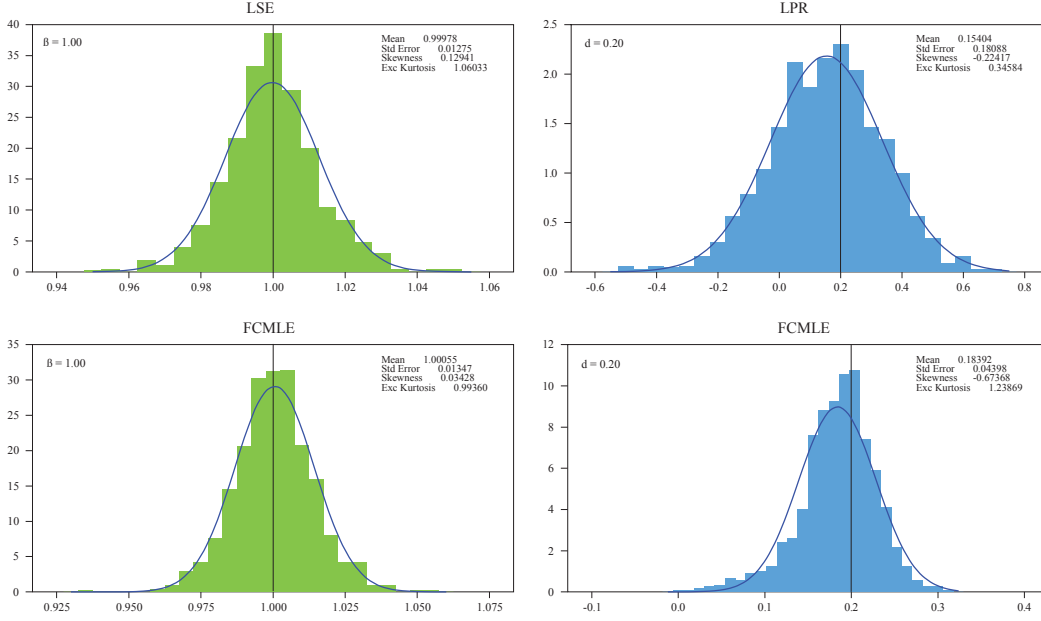 LSE
ß = 1.00
Mean 0.99978
Std Error 0.01275
Skewness 0.12941
Exc Kurtosis 1.06033
40
35
30
25
20
15
10
5
0
0.94 0.96 0.98 1.00 1.02 1.04 1.06
LPR
d = 0.20
Mean 0.15404
Std Error 0.18088
Skewness -0.22417
Exc Kurtosis 0.34584
2.5
2.0
1.5
1.0
0.5
0.0
-0.6 -0.4 -0.2 0.0 0.2 0.4 0.6 0.8
FCMLE
ß = 1.00
Mean 1.00055
Std Error 0.01347
Skewness 0.03428
Exc Kurtosis 0.99360
35
30
25
20
15
10
5
0
0.925 0.950 0.975 1.000 1.025 1.050 1.075
FCMLE
d = 0.20
Mean 0.18392
Std Error 0.04398
Skewness -0.67368
Exc Kurtosis 1.23869
12
10
8
6
4
2
0
-0.1 0.0 0.1 0.2 0.3 0.4